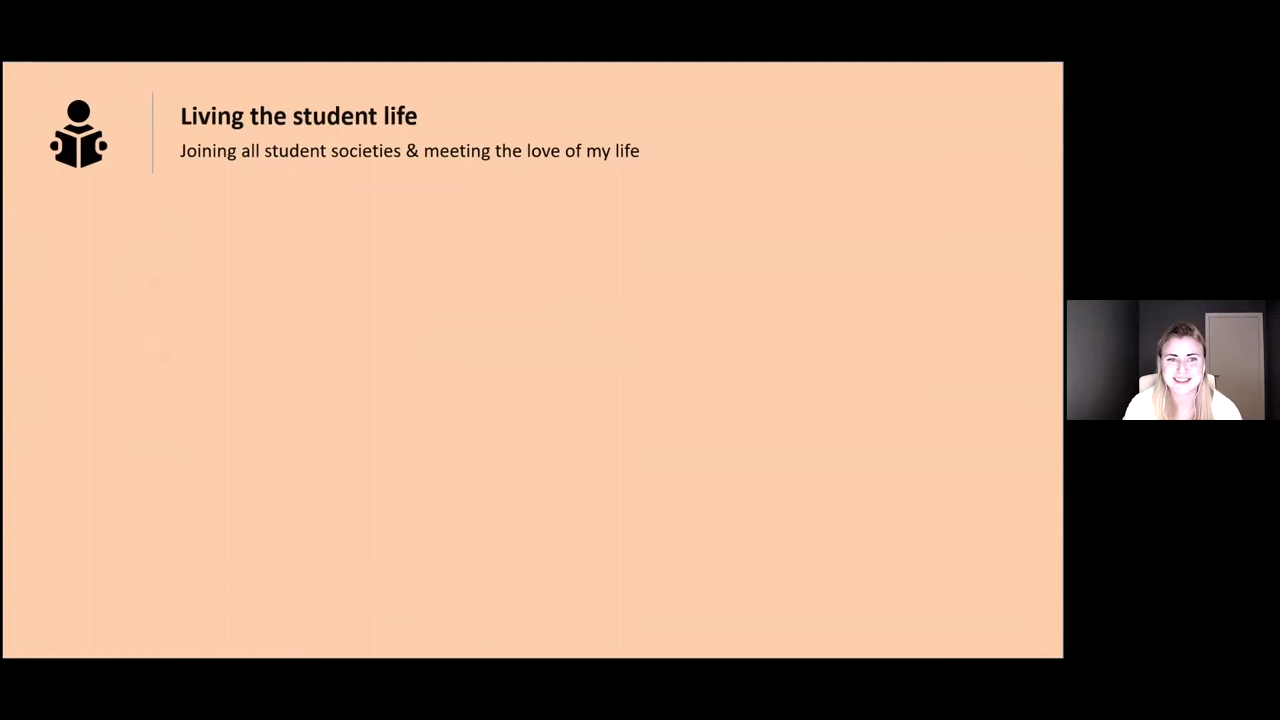 Living the student life
Joining all student societies & meeting the love of my life